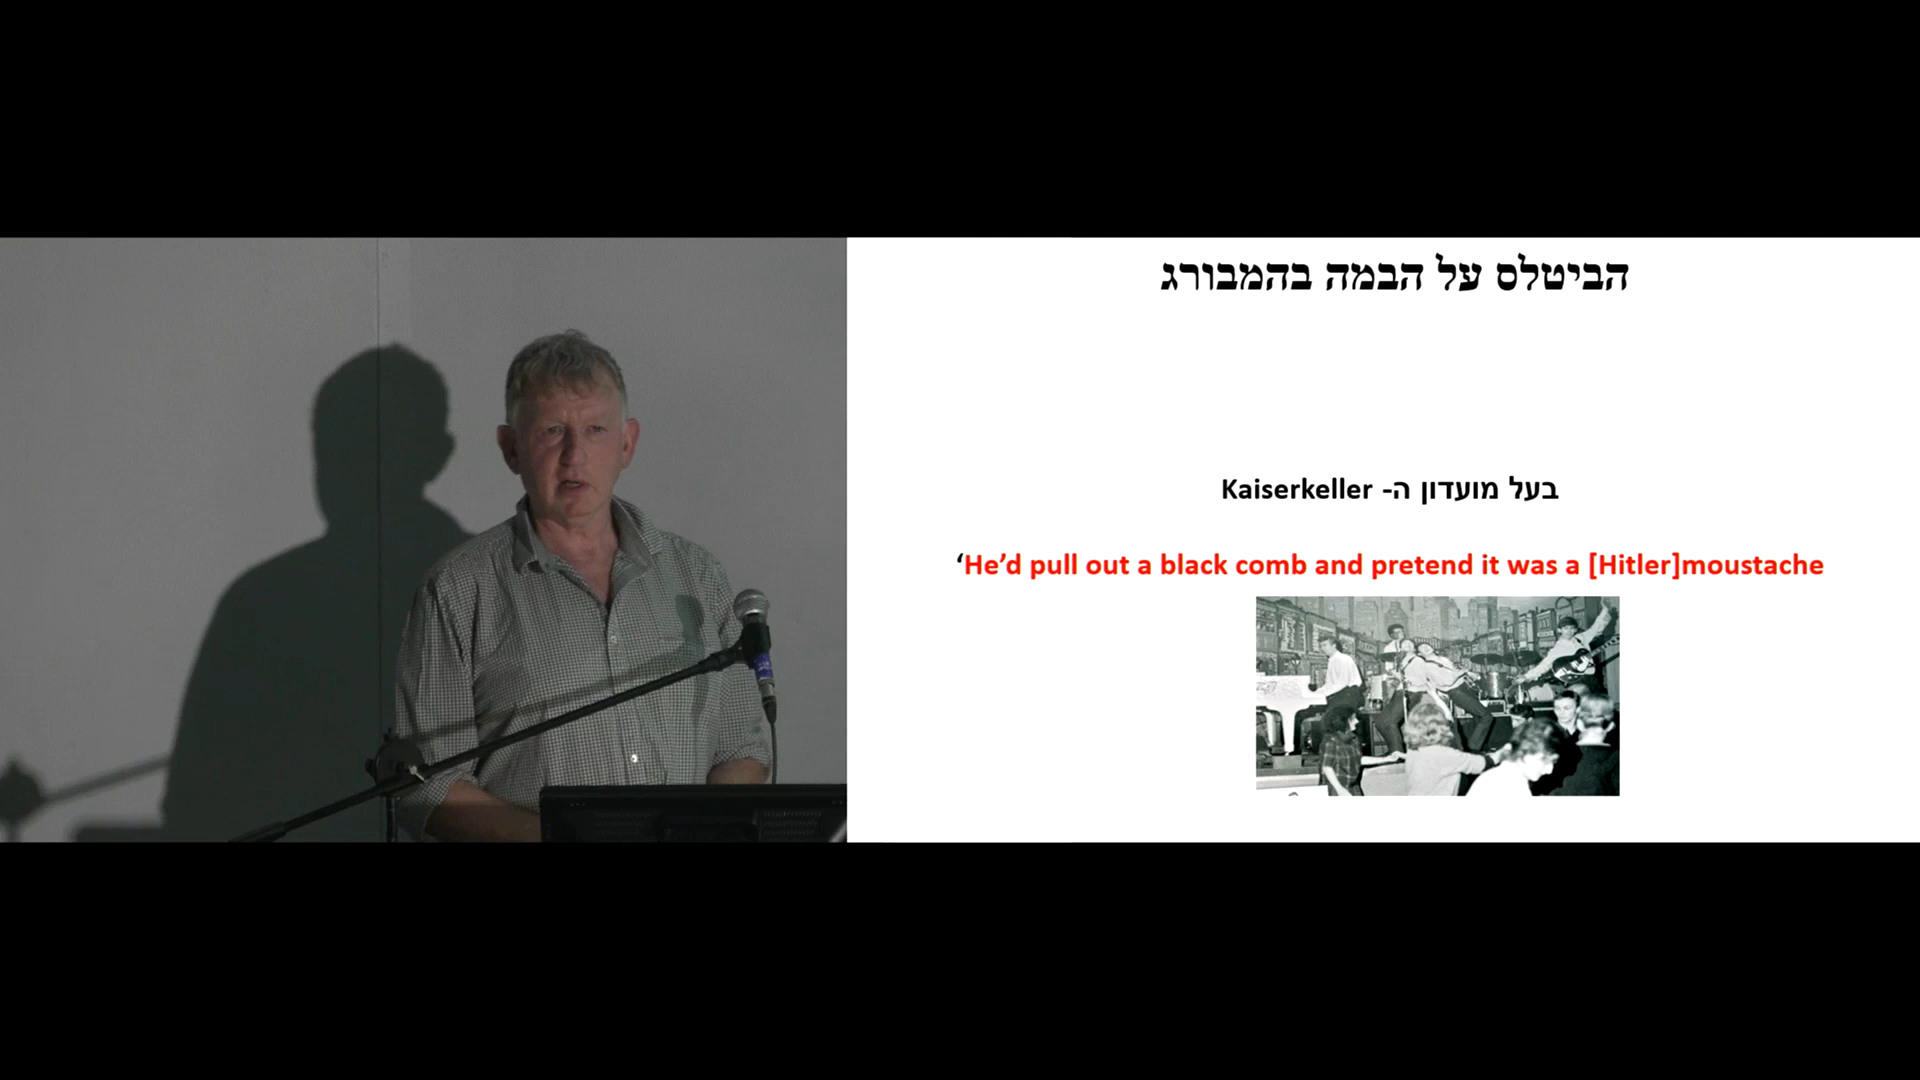 הביטלס על הבמה בהמבורג
בעל מועדון ה- Kaiserkeller
‘He’d pull out a black comb and pretend it was a [Hitler]moustache